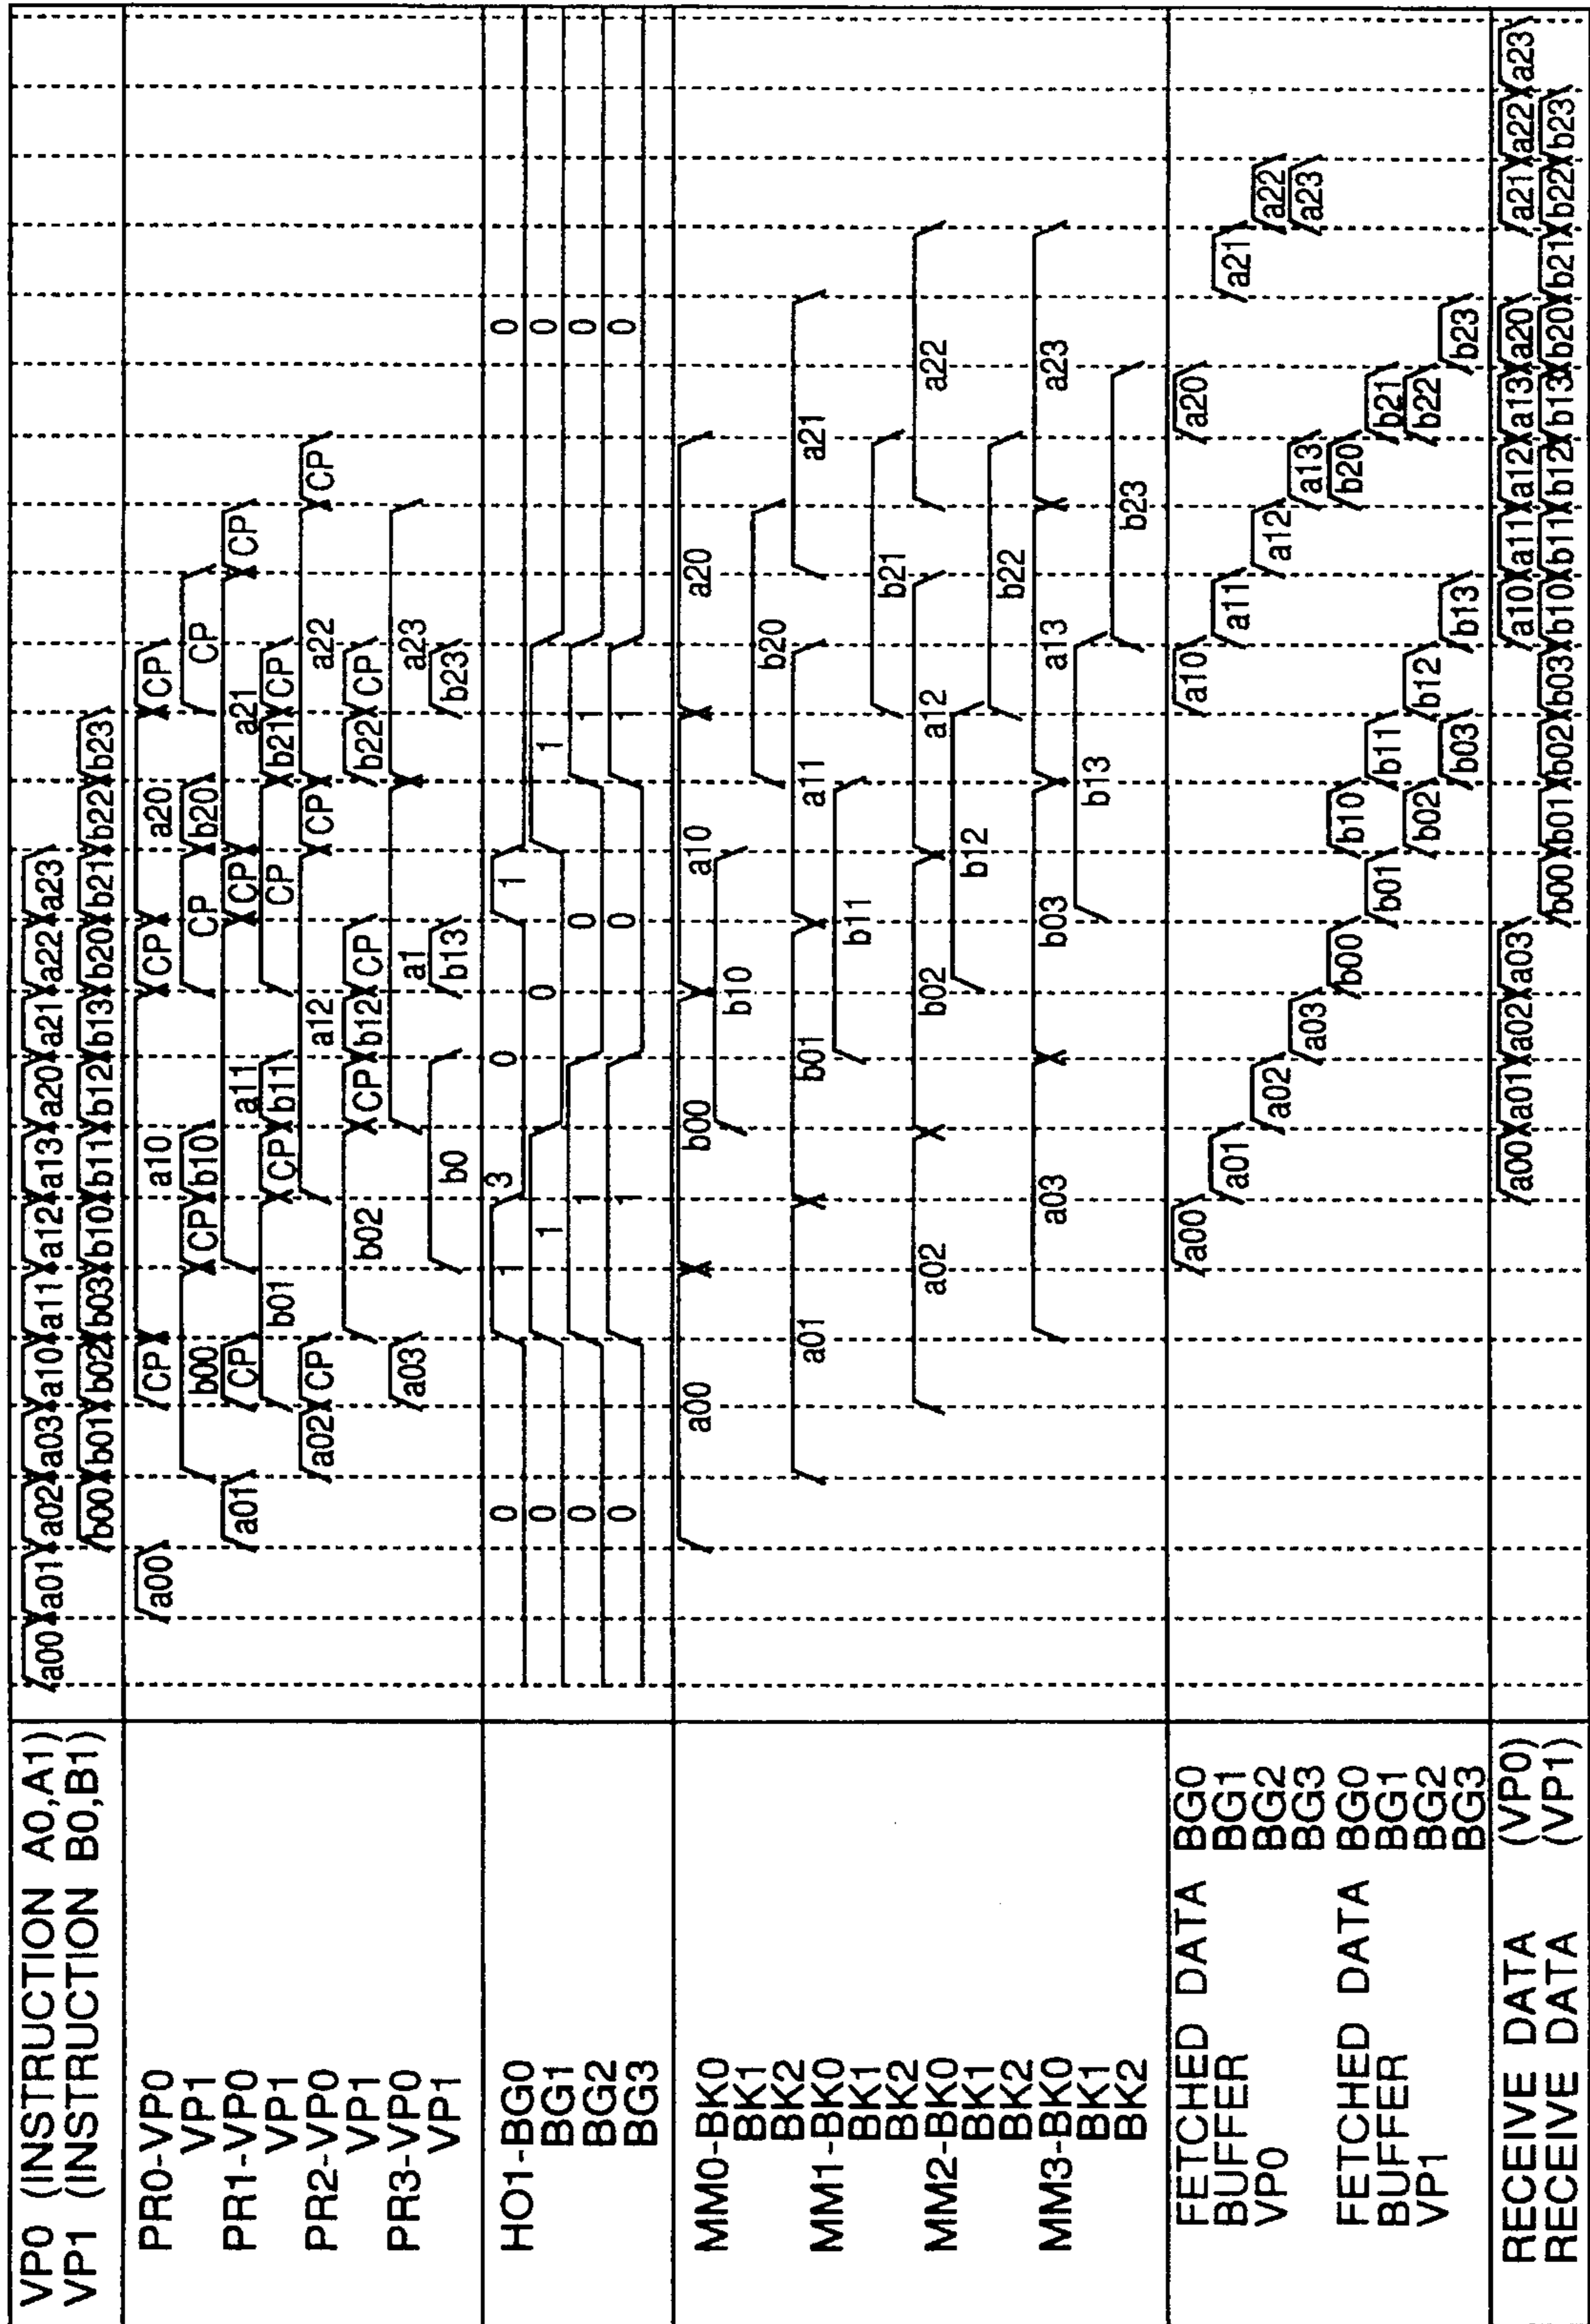 VP0 (INSTRUCTION A0,A1) a00 a01 a02 a03 a10 a11 a12 a13 a20 a21 a22 a23
VP1 (INSTRUCTION B0,B1) b00 b01 b02 b03 b10 b11 b12 b13 b20 b21 b22 b23
PR0-VP0 a00 CP a10 CP a20 CP
VP1 b00 CP b10 CP b20 CP
PR1-VP0 a01 CP a11 CP a21 CP
VP1 b01 CP b11 CP b21 CP
PR2-VP0 a02 CP a12 CP a22 CP
VP1 b02 CP b12 CP b22 CP
PR3-VP0 a03 a1 a23
VP1 b0 b13 b23
HO1-BG0 0 1 3 0 1 0
BG1 0 1 0 1 0
BG2 0 1 0 1 0
BG3 0 1 0 1 0
MM0-BK0 a00 b00 a10 a20
BK1 b10
BK2 b20
MM1-BK0 a01 b01 a11 a21
BK1 b11
BK2 b21
MM2-BK0 a02 b02 a12 a22
BK1 b12
BK2 b22
MM3-BK0 a03 b03 a13 a23
BK1 b13
BK2 b23
FETCHED DATA BG0 a00 a10 a20
BUFFER BG1 a01 a11 a21
VP0 BG2 a02 a12 a22
BG3 a03 a13 a23
FETCHED DATA BG0 b00 b10 b20
BUFFER BG1 b01 b11 b21
VP1 BG2 b02 b12 b22
BG3 b03 b13 b23
RECEIVE DATA (VP0) a00 a01 a02 a03 a10 a11 a12 a13 a20 a21 a22 a23
RECEIVE DATA (VP1) b00 b01 b02 b03 b10 b11 b12 b13 b20 b21 b22 b23